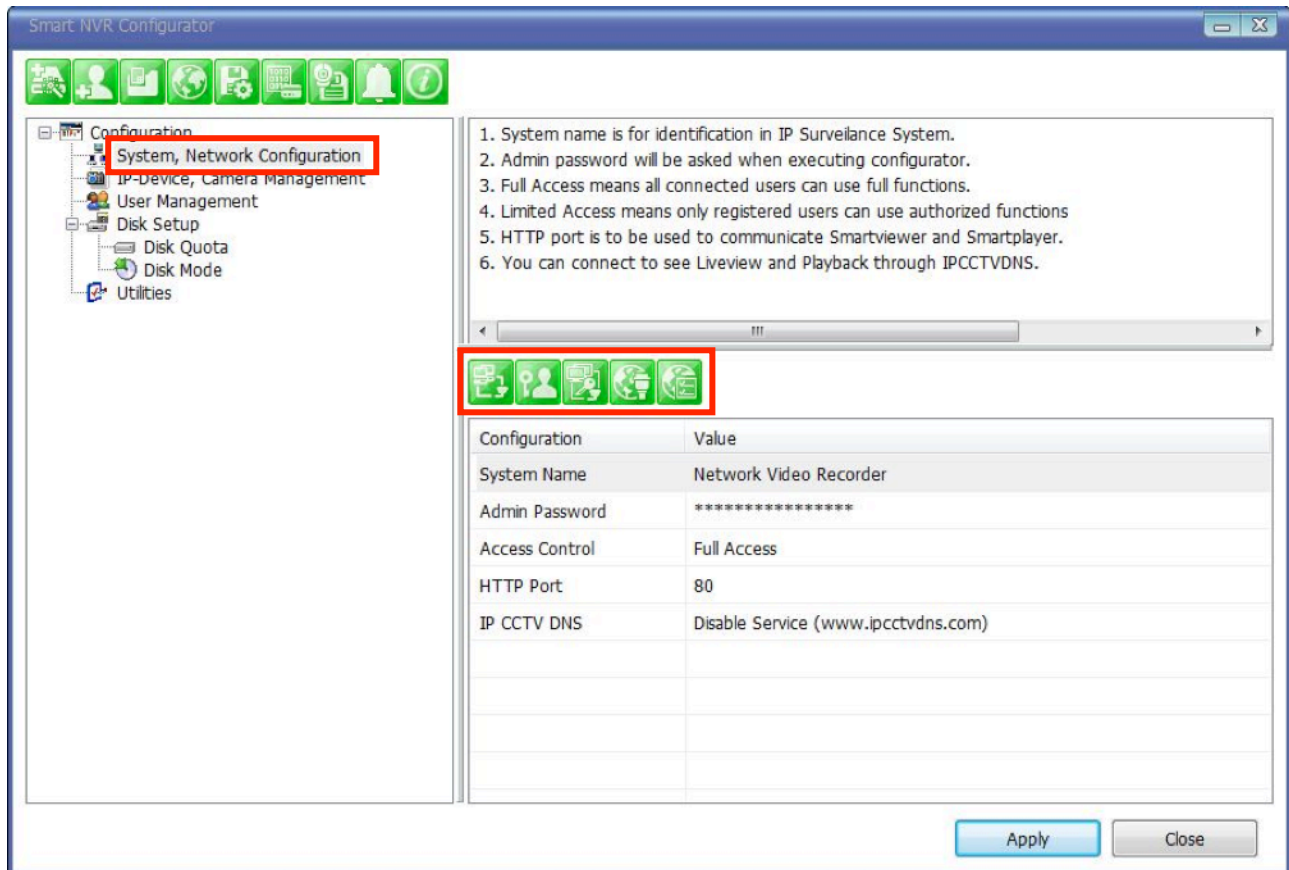 Smart NVR Configurator
Configuration
System, Network Configuration
IP-Device, Camera Management
User Management
Disk Setup
Disk Quota
Disk Mode
Utilities
1. System name is for identification in IP Surveilance System.
2. Admin password will be asked when executing configurator.
3. Full Access means all connected users can use full functions.
4. Limited Access means only registered users can use authorized functions
5. HTTP port is to be used to communicate Smartviewer and Smartplayer.
6. You can connect to see Liveview and Playback through IPCCTVDNS.
Configuration Value
System Name Network Video Recorder
Admin Password ****************
Access Control Full Access
HTTP Port 80
IP CCTV DNS Disable Service (www.ipcctvdns.com)
Apply Close